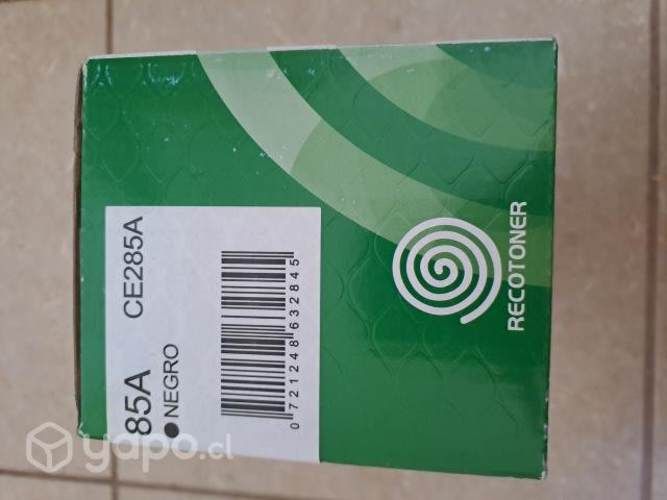 85A CE285A
NEGRO
0 721248 632845
RECOTONER
yapo.cl